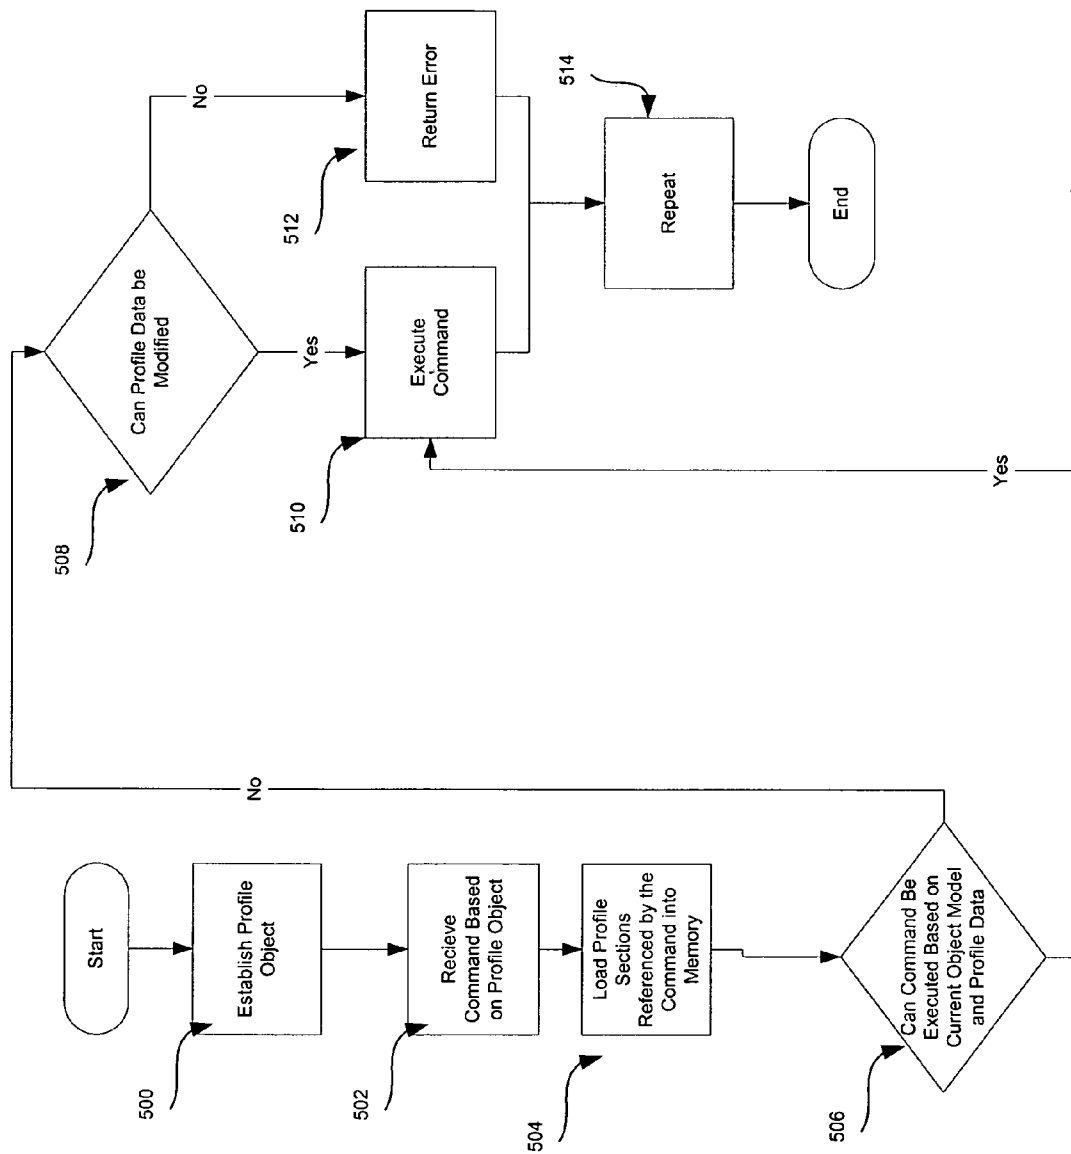 Start
500
Establish Profile
Object
502
Recieve
Command Based
on Profile Object
504
Load Profile
Sections
Referenced by the
Command into
Memory
506
Can Command Be
Executed Based on
Current Object Model
and Profile Data
No
Yes
508
Can Profile Data be
Modified
Yes
No
510
Execute
Command
512
Return Error
514
Repeat
End